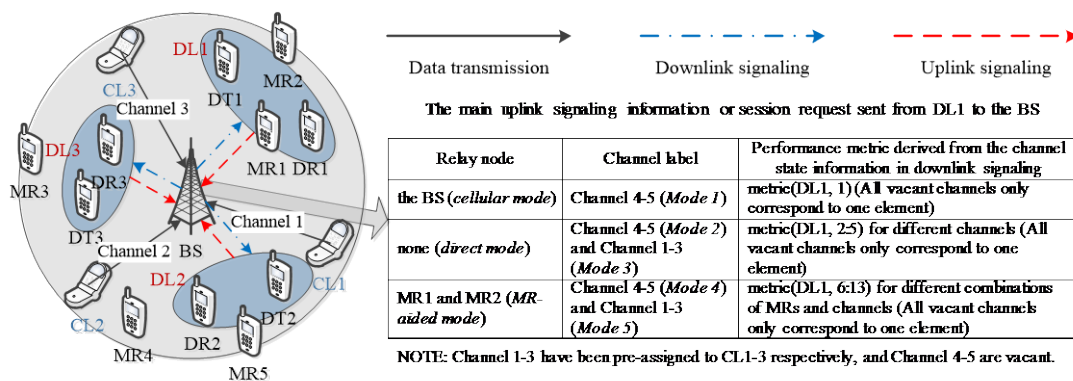 DL1
MR2
DT1
CL3
Channel 3
MR1 DR1
DL3
MR3
DR3
DT3
Channel 1
Channel 2
BS
DL2
CL1
CL2
DT2
MR4
DR2
MR5
Data transmission
Downlink signaling
Uplink signaling
The main uplink signaling information or session request sent from DL1 to the BS
Relay node
Channel label
Performance metric derived from the channel
state information in downlink signaling
the BS (cellular mode)
Channel 4-5 (Mode 1)
metric(DL1, 1) (All vacant channels only
correspond to one element)
none (direct mode)
Channel 4-5 (Mode 2)
and Channel 1-3
(Mode 3)
metric(DL1, 2:5) for different channels (All
vacant channels only correspond to one
element)
MR1 and MR2 (MR-
aided mode)
Channel 4-5 (Mode 4)
and Channel 1-3
(Mode 5)
metric(DL1, 6:13) for different combinations
of MRs and channels (All vacant channels
only correspond to one element)
NOTE: Channel 1-3 have been pre-assigned to CL1-3 respectively, and Channel 4-5 are vacant.